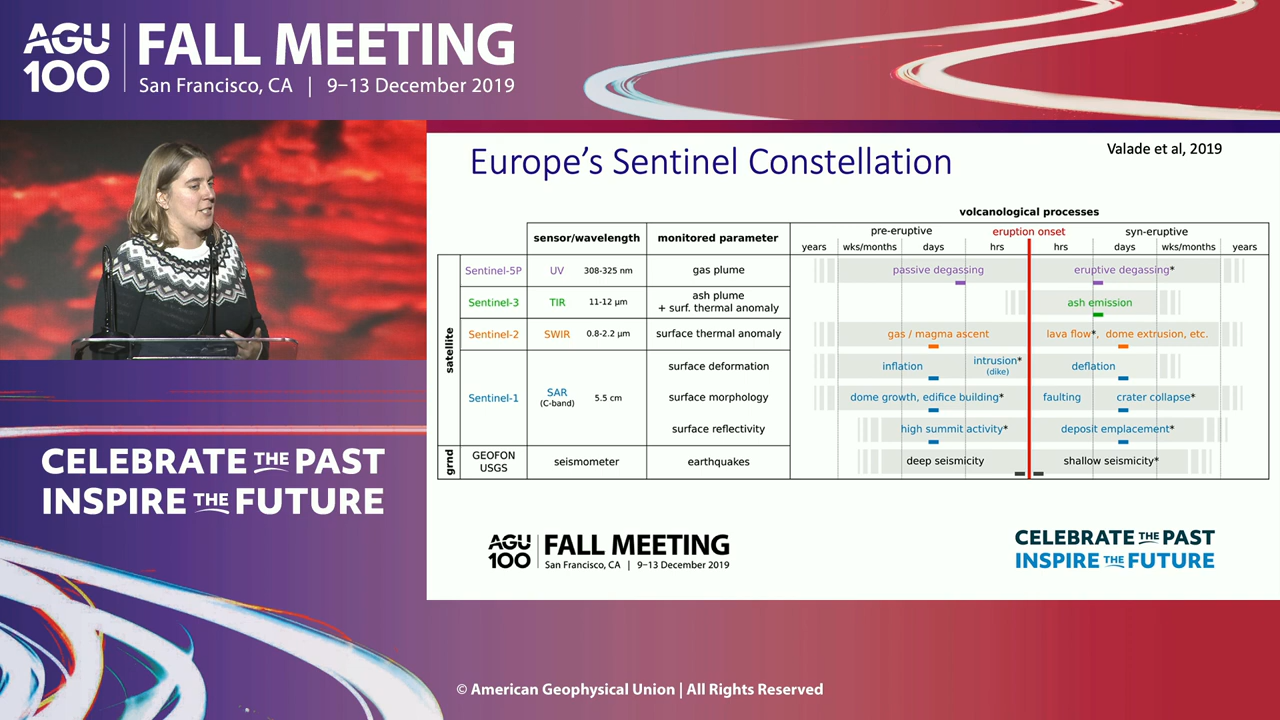 AGU
100
FALL MEETING
San Francisco, CA | 9–13 December 2019
Europe's Sentinel Constellation
Valade et al, 2019
volcanological processes
pre-eruptive eruption onset syn-eruptive
sensor/wavelength monitored parameter
years wks/months days hrs hrs days wks/months years
satellite
Sentinel-5P UV 308-325 nm gas plume passive degassing eruptive degassing*
Sentinel-3 TIR 11-12 µm ash plume
+ surf. thermal anomaly ash emission
Sentinel-2 SWIR 0.8-2.2 µm surface thermal anomaly gas / magma ascent lava flow*, dome extrusion, etc.
Sentinel-1 SAR
(C-band) 5.5 cm
surface deformation inflation intrusion*
(dike) deflation
surface morphology dome growth, edifice building* faulting crater collapse*
surface reflectivity high summit activity* deposit emplacement*
grnd
GEOFON
USGS seismometer earthquakes deep seismicity shallow seismicity*
AGU
100
FALL MEETING
San Francisco, CA | 9–13 December 2019
CELEBRATE THE PAST
INSPIRE THE FUTURE
CELEBRATE THE PAST
INSPIRE THE FUTURE
© American Geophysical Union | All Rights Reserved